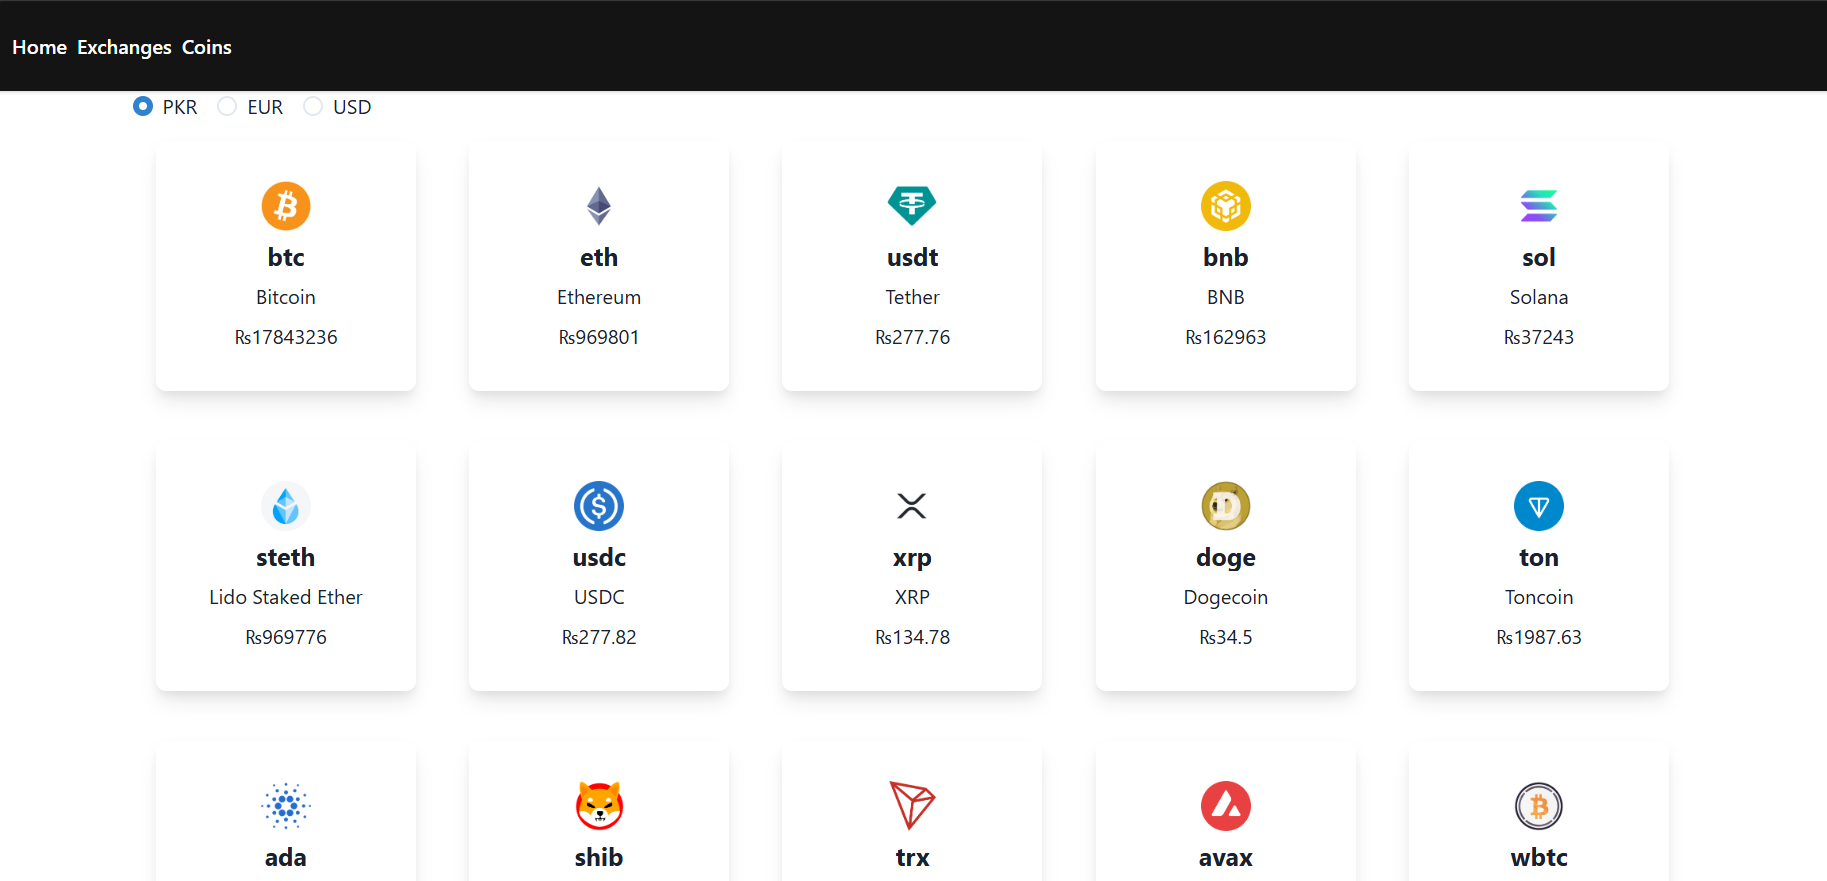 Home Exchanges Coins
PKR EUR USD
btc eth usdt bnb sol
Bitcoin Ethereum Tether BNB Solana
₨17843236 ₨969801 ₨277.76 ₨162963 ₨37243
steth usdc xrp doge ton
Lido Staked Ether USDC XRP Dogecoin Toncoin
₨969776 ₨277.82 ₨134.78 ₨34.5 ₨1987.63
ada shib trx avax wbtc